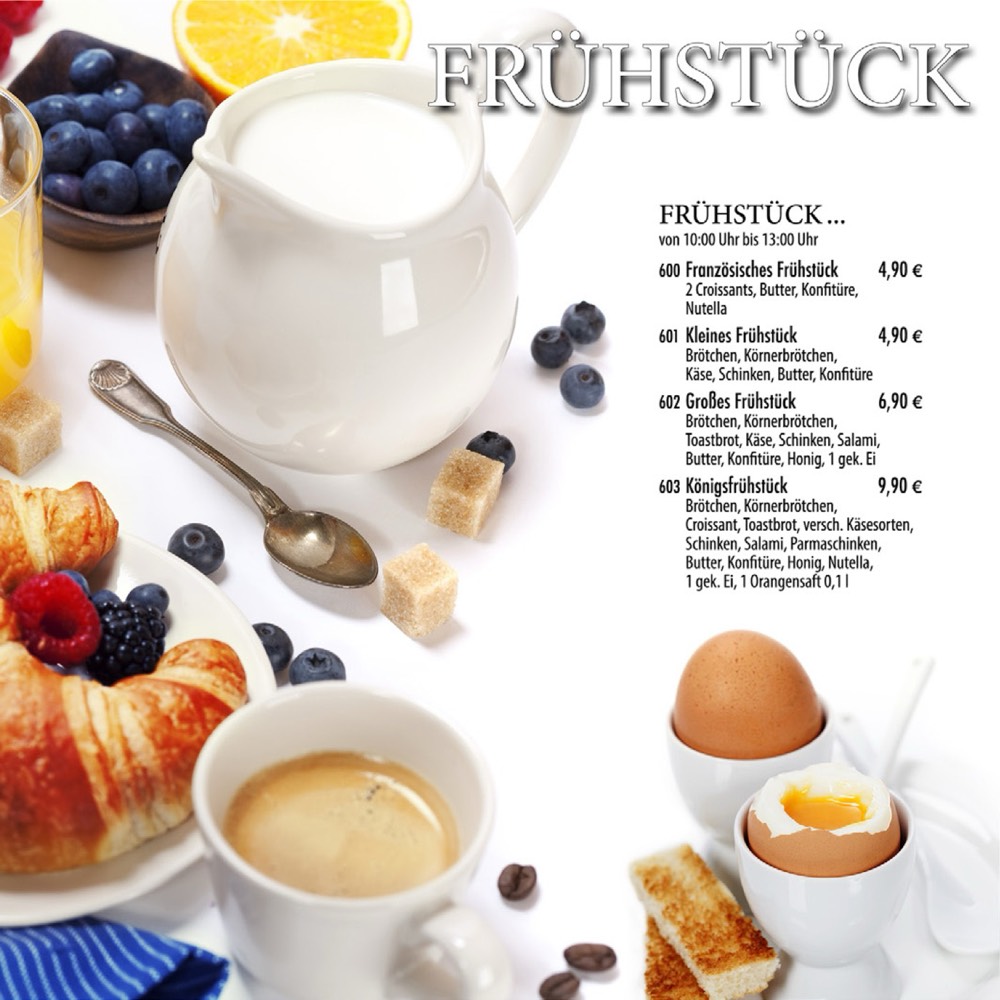 FRÜHSTÜCK
FRÜHSTÜCK...
von 10:00 Uhr bis 13:00 Uhr
600 Französisches Frühstück 4,90 €
2 Croissants, Butter, Konfitüre,
Nutella
601 Kleines Frühstück 4,90 €
Brötchen, Körnerbrötchen,
Käse, Schinken, Butter, Konfitüre
602 Großes Frühstück 6,90 €
Brötchen, Körnerbrötchen,
Toastbrot, Käse, Schinken, Salami,
Butter, Konfitüre, Honig, 1 gek. Ei
603 Königsfrühstück 9,90 €
Brötchen, Körnerbrötchen,
Croissant, Toastbrot, versch. Käsesorten,
Schinken, Salami, Parmaschinken,
Butter, Konfitüre, Honig, Nutella,
1 gek. Ei, 1 Orangensaft 0,1 l